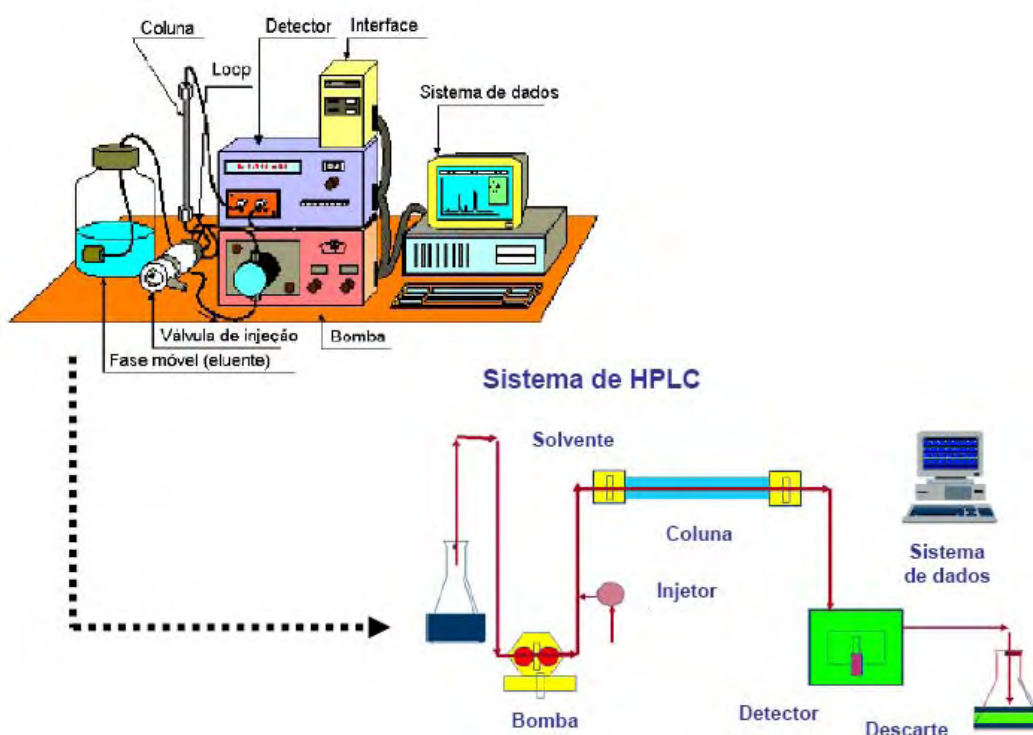 Coluna
Detector
Interface
Loop
Sistema de dados
Válvula de injeção
Bomba
Fase móvel (eluente)
Sistema de HPLC
Solvente
Coluna
Injetor
Sistema
de dados
Bomba
Detector
Descarte